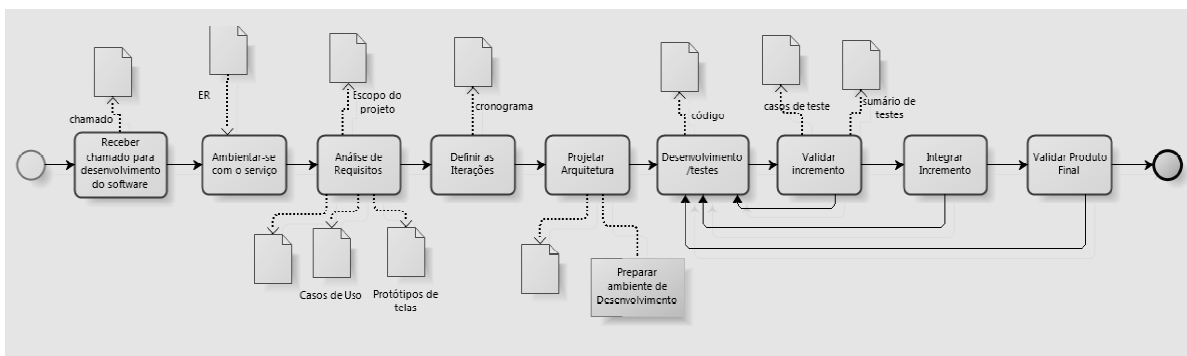 ER
Escopo do
projeto
chamado
cronograma
código
casos de teste
sumário de
testes
Receber
chamado para
desenvolvimento
do software
Ambientar-se
com o serviço
Análise de
Requisitos
Definir as
Iterações
Projetar
Arquitetura
Desenvolvimento
/testes
Validar
incremento
Integrar
Incremento
Validar Produto
Final
Casos de Uso
Protótipos de
telas
Preparar
ambiente de
Desenvolvimento